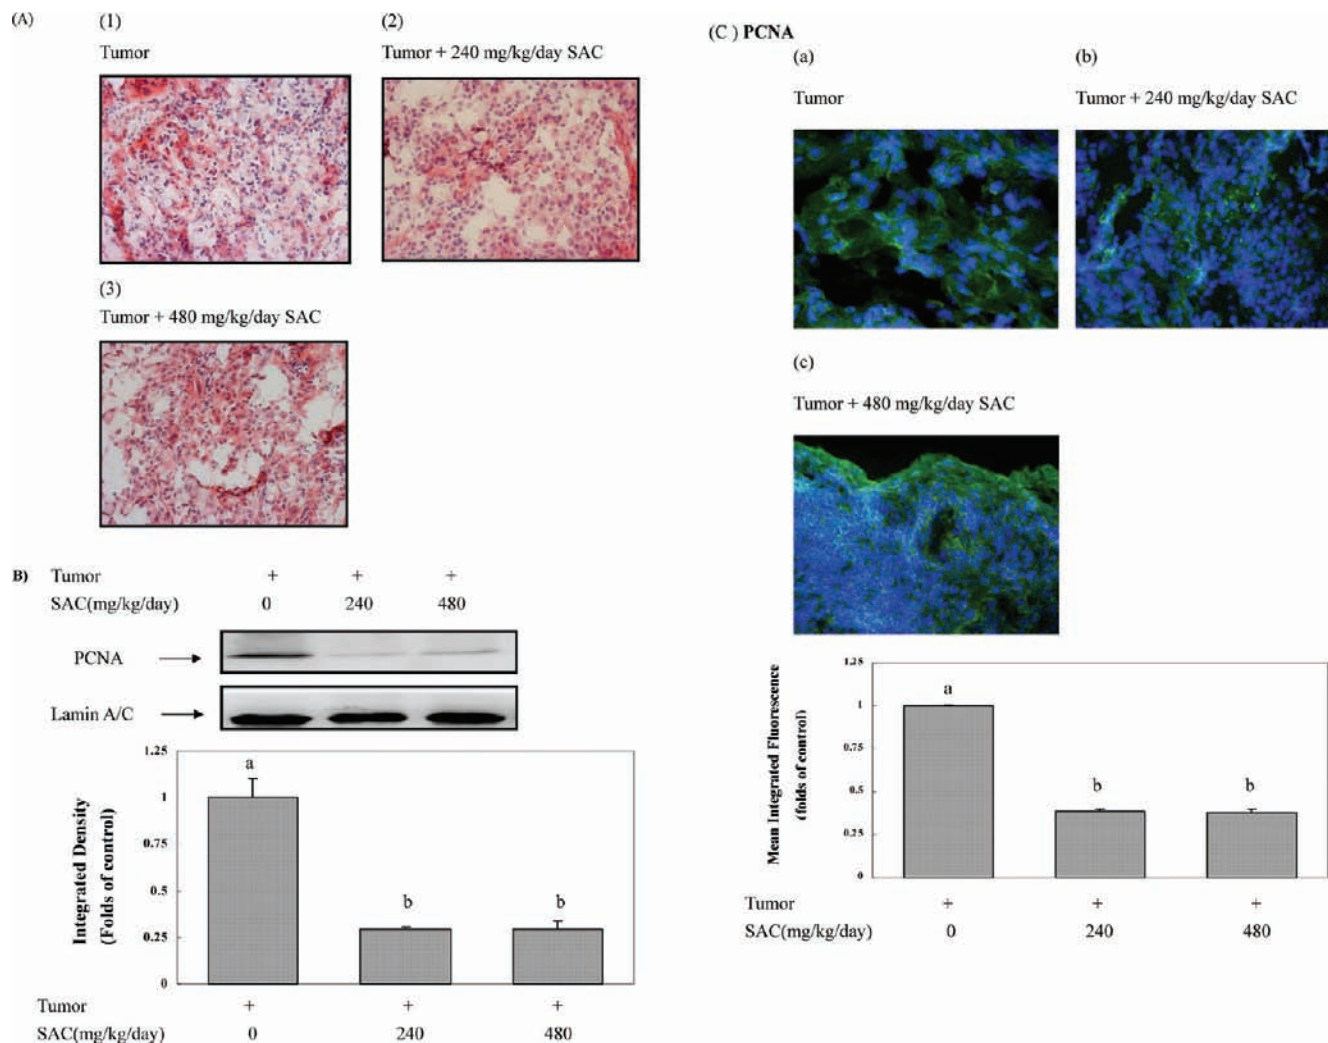 (A)
(1)
Tumor
(2)
Tumor + 240 mg/kg/day SAC
(3)
Tumor + 480 mg/kg/day SAC
B)
Tumor + + +
SAC(mg/kg/day) 0 240 480
PCNA
Lamin A/C
1.25
1
0.75
0.5
0.25
0
Integrated Density
(Folds of control)
a
b
b
Tumor + + +
SAC(mg/kg/day) 0 240 480
(C ) PCNA
(a)
Tumor
(b)
Tumor + 240 mg/kg/day SAC
(c)
Tumor + 480 mg/kg/day SAC
1.25
1
0.75
0.5
0.25
0
Mean Integrated Fluorescence
(folds of control)
a
b
b
Tumor + + +
SAC(mg/kg/day) 0 240 480